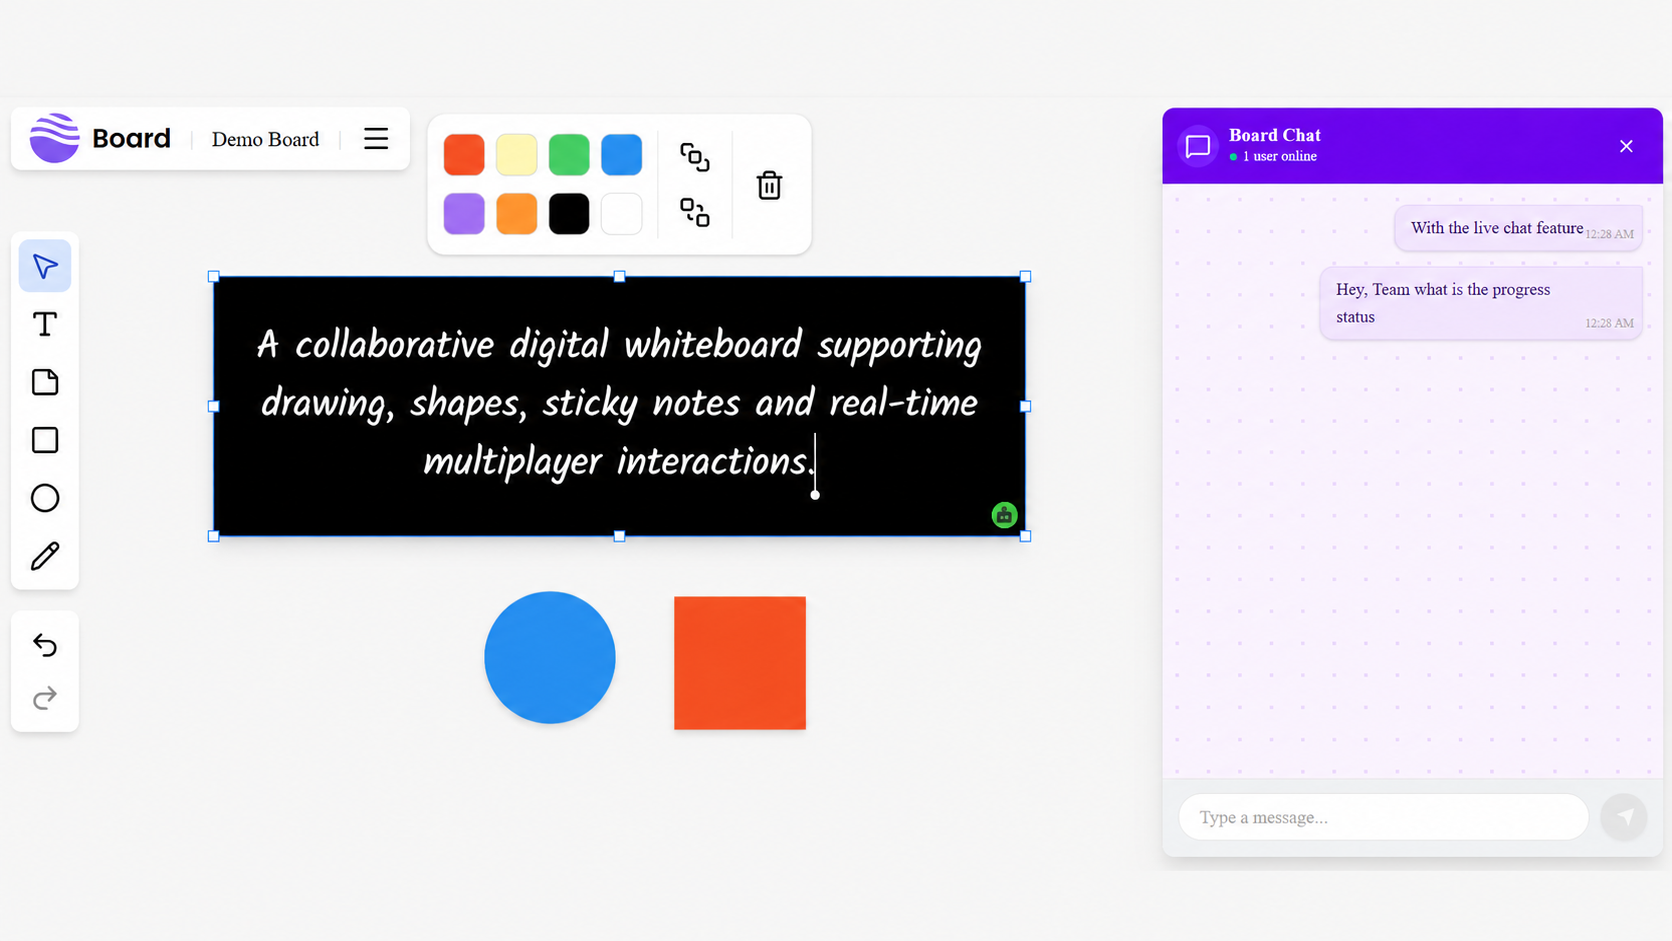 Board
Demo Board
A collaborative digital whiteboard supporting
drawing, shapes, sticky notes and real-time
multiplayer interactions.
Board Chat
1 user online
With the live chat feature
12:28 AM
Hey, Team what is the progress
status
12:28 AM
Type a message...